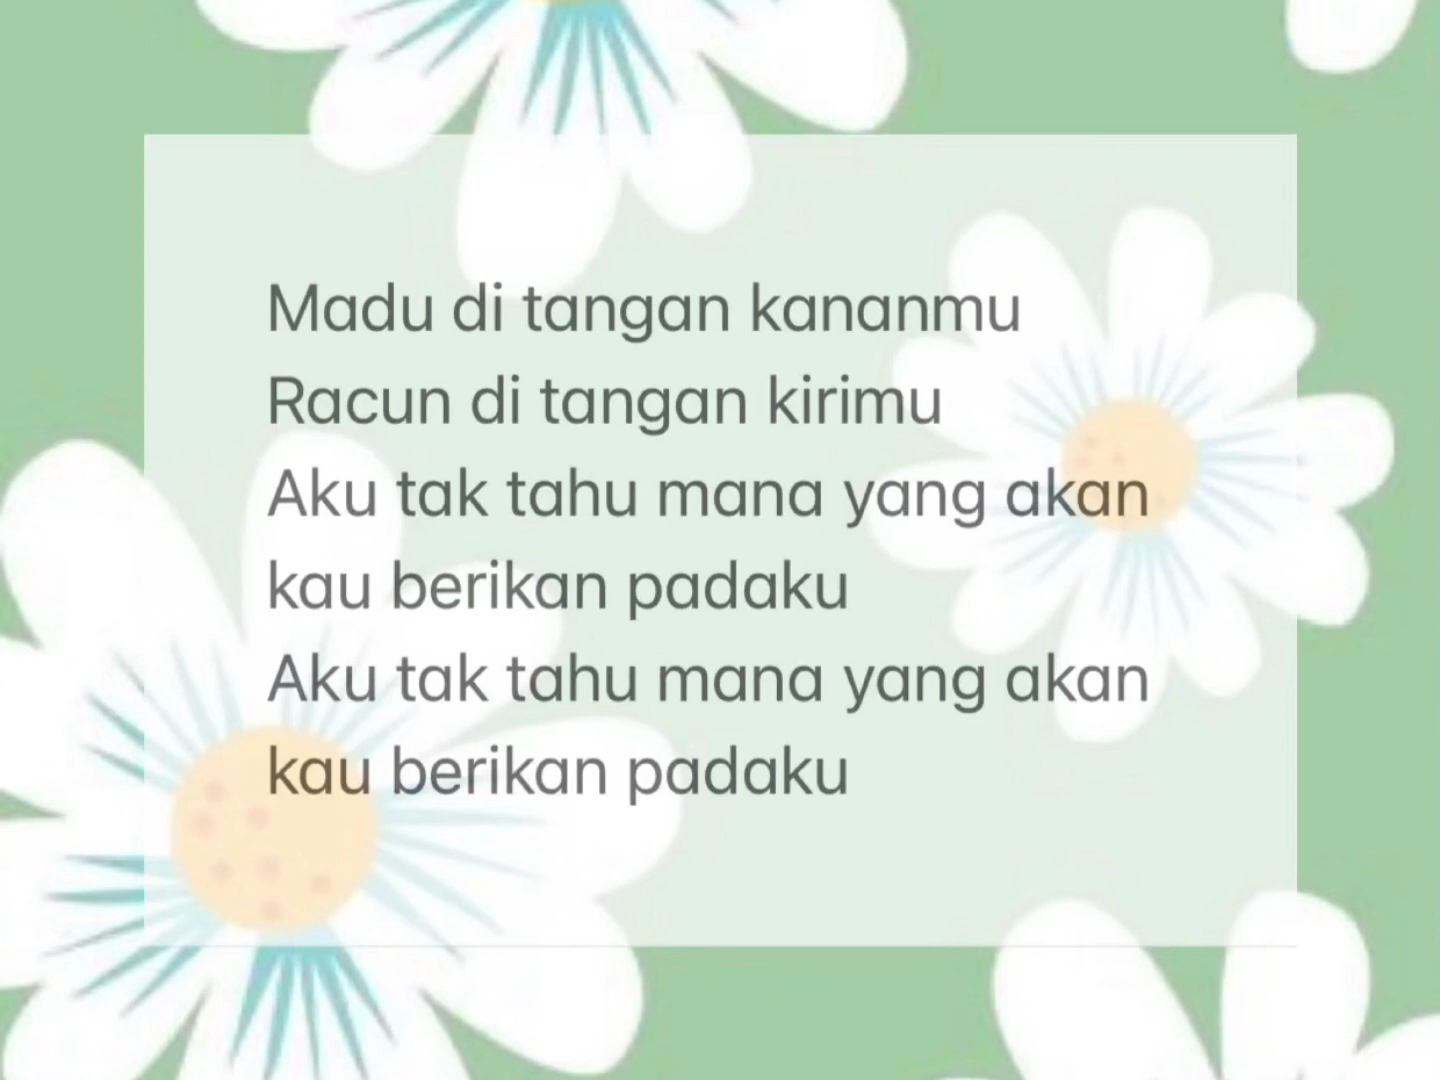 Madu di tangan kananmu
Racun di tangan kirimu
Aku tak tahu mana yang akan
kau berikan padaku
Aku tak tahu mana yang akan
kau berikan padaku